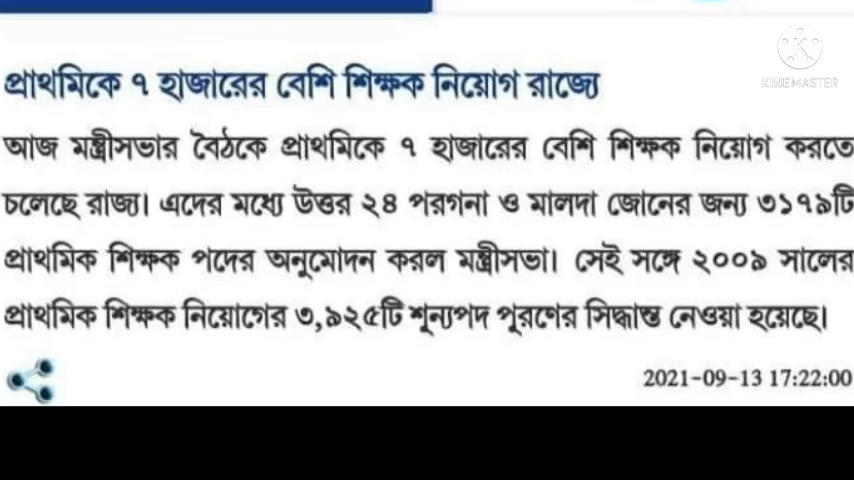 KINEMASTER
প্রাথমিকে ৭ হাজারের বেশি শিক্ষক নিয়োগ রাজ্যে
আজ মন্ত্রীসভার বৈঠকে প্রাথমিকে ৭ হাজারের বেশি শিক্ষক নিয়োগ করতে
চলেছে রাজ্য। এদের মধ্যে উত্তর ২৪ পরগনা ও মালদা জোনের জন্য ৩১৭৯টি
প্রাথমিক শিক্ষক পদের অনুমোদন করল মন্ত্রীসভা। সেই সঙ্গে ২০০৯ সালের
প্রাথমিক শিক্ষক নিয়োগের ৩,৯২৫টি শূন্যপদ পূরণের সিদ্ধান্ত নেওয়া হয়েছে।
2021-09-13 17:22:00